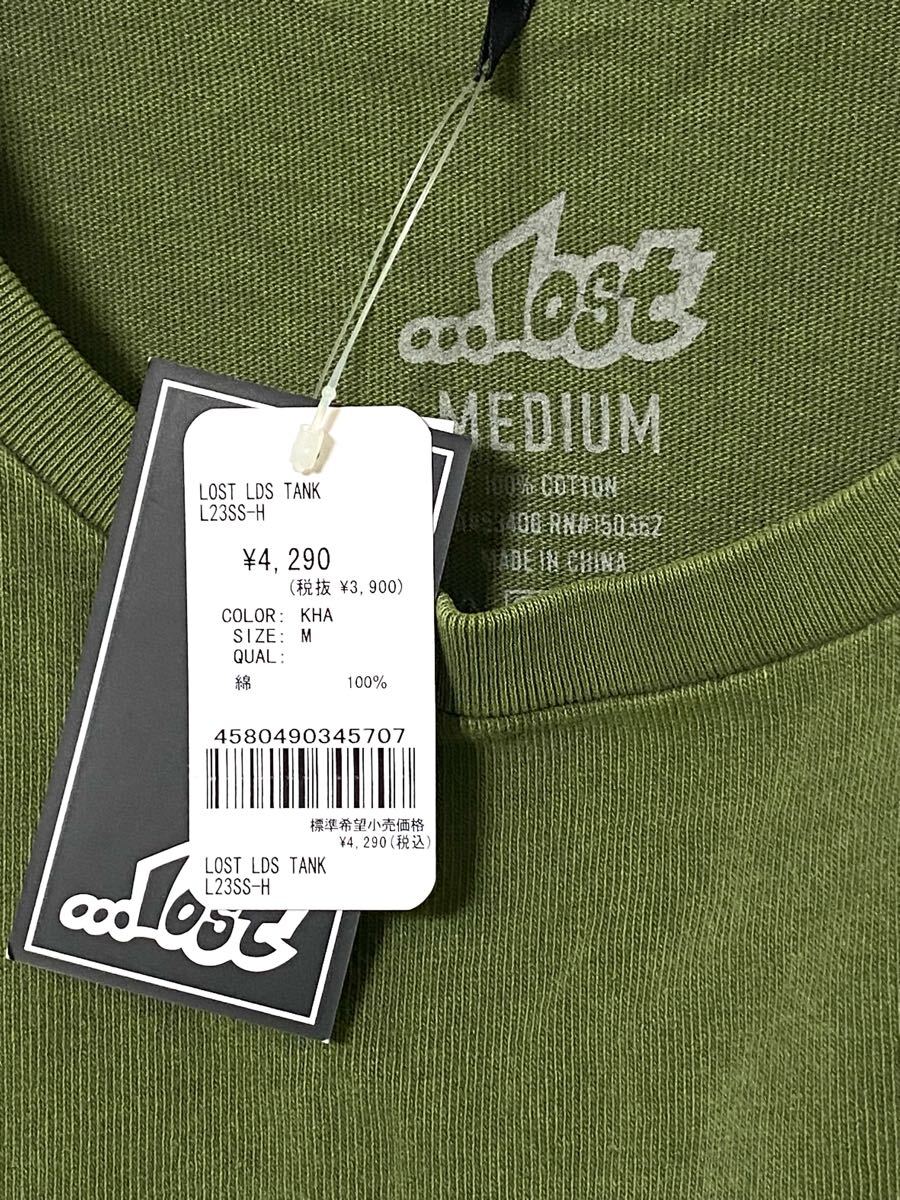 ...lost
MEDIUM
100% COTTON
RN#150362
MADE IN CHINA
LOST LDS TANK
L23SS-H
¥4,290
(税抜 ¥3,900)
COLOR: KHA
SIZE: M
QUAL:
綿 100%
4580490345707
標準希望小売価格
¥4,290(税込)
LOST LDS TANK
L23SS-H
...lost